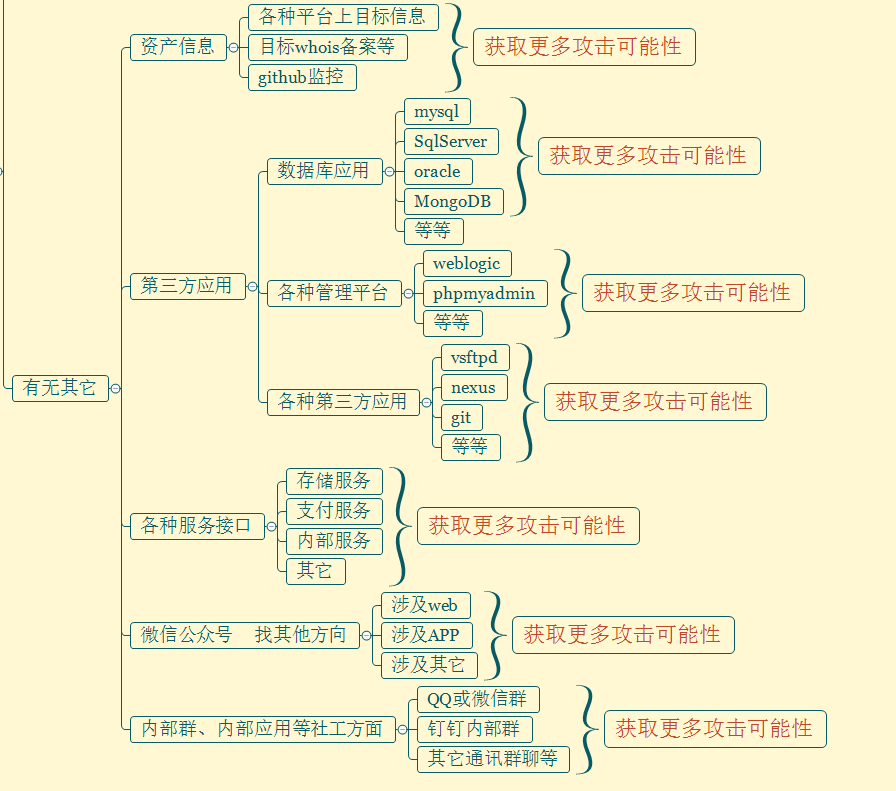 有无其它
资产信息
各种平台上目标信息
目标whois备案等
github监控
获取更多攻击可能性
第三方应用
数据库应用
mysql
SqlServer
oracle
MongoDB
等等
获取更多攻击可能性
各种管理平台
weblogic
phpmyadmin
等等
获取更多攻击可能性
各种第三方应用
vsftpd
nexus
git
等等
获取更多攻击可能性
各种服务接口
存储服务
支付服务
内部服务
其它
获取更多攻击可能性
微信公众号 找其他方向
涉及web
涉及APP
涉及其它
获取更多攻击可能性
内部群、内部应用等社工方面
QQ或微信群
钉钉内部群
其它通讯群聊等
获取更多攻击可能性